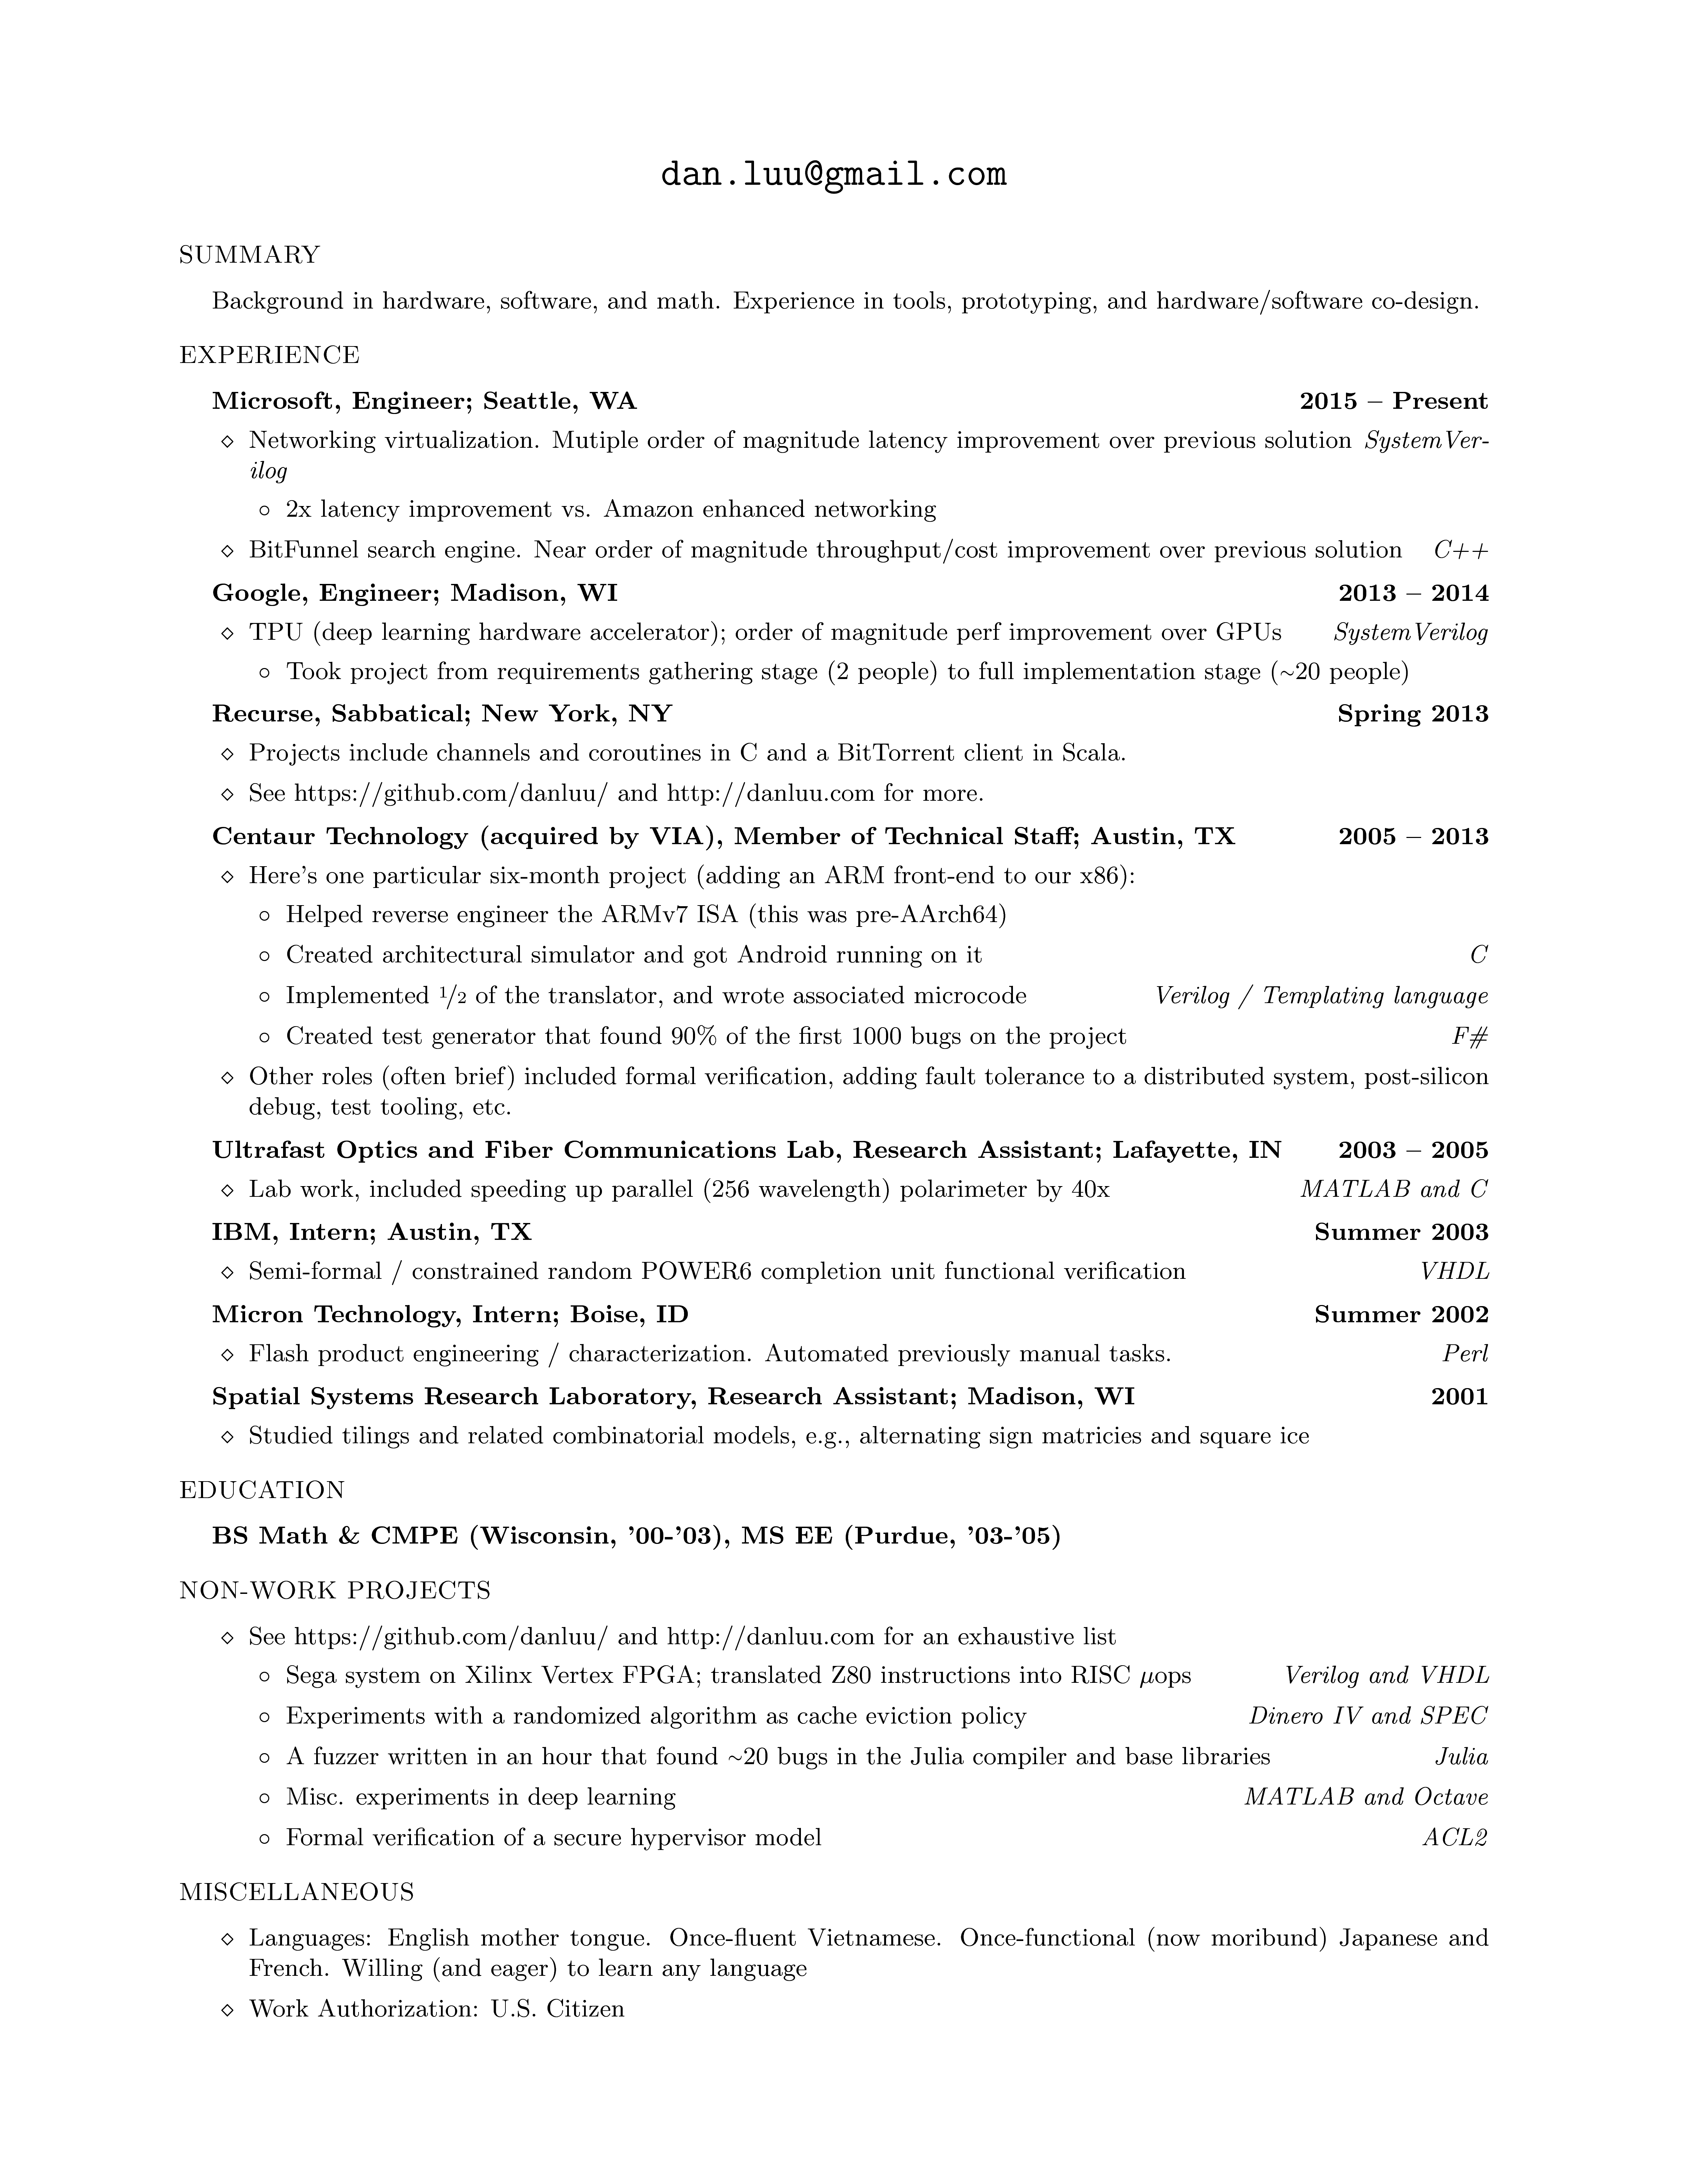 dan.luu@gmail.com
SUMMARY
Background in hardware, software, and math. Experience in tools, prototyping, and hardware/software co-design.
EXPERIENCE
Microsoft, Engineer; Seattle, WA 2015 – Present
⋄ Networking virtualization. Mutiple order of magnitude latency improvement over previous solution SystemVer-
ilog
◦ 2x latency improvement vs. Amazon enhanced networking
⋄ BitFunnel search engine. Near order of magnitude throughput/cost improvement over previous solution C++
Google, Engineer; Madison, WI 2013 – 2014
⋄ TPU (deep learning hardware accelerator); order of magnitude perf improvement over GPUs SystemVerilog
◦ Took project from requirements gathering stage (2 people) to full implementation stage (~20 people)
Recurse, Sabbatical; New York, NY Spring 2013
⋄ Projects include channels and coroutines in C and a BitTorrent client in Scala.
⋄ See https://github.com/danluu/ and http://danluu.com for more.
Centaur Technology (acquired by VIA), Member of Technical Staff; Austin, TX 2005 – 2013
⋄ Here's one particular six-month project (adding an ARM front-end to our x86):
◦ Helped reverse engineer the ARMv7 ISA (this was pre-AArch64)
◦ Created architectural simulator and got Android running on it C
◦ Implemented 1/2 of the translator, and wrote associated microcode Verilog / Templating language
◦ Created test generator that found 90% of the first 1000 bugs on the project F#
⋄ Other roles (often brief) included formal verification, adding fault tolerance to a distributed system, post-silicon
debug, test tooling, etc.
Ultrafast Optics and Fiber Communications Lab, Research Assistant; Lafayette, IN 2003 – 2005
⋄ Lab work, included speeding up parallel (256 wavelength) polarimeter by 40x MATLAB and C
IBM, Intern; Austin, TX Summer 2003
⋄ Semi-formal / constrained random POWER6 completion unit functional verification VHDL
Micron Technology, Intern; Boise, ID Summer 2002
⋄ Flash product engineering / characterization. Automated previously manual tasks. Perl
Spatial Systems Research Laboratory, Research Assistant; Madison, WI 2001
⋄ Studied tilings and related combinatorial models, e.g., alternating sign matricies and square ice
EDUCATION
BS Math & CMPE (Wisconsin, '00-'03), MS EE (Purdue, '03-'05)
NON-WORK PROJECTS
⋄ See https://github.com/danluu/ and http://danluu.com for an exhaustive list
◦ Sega system on Xilinx Vertex FPGA; translated Z80 instructions into RISC μops Verilog and VHDL
◦ Experiments with a randomized algorithm as cache eviction policy Dinero IV and SPEC
◦ A fuzzer written in an hour that found ~20 bugs in the Julia compiler and base libraries Julia
◦ Misc. experiments in deep learning MATLAB and Octave
◦ Formal verification of a secure hypervisor model ACL2
MISCELLANEOUS
⋄ Languages: English mother tongue. Once-fluent Vietnamese. Once-functional (now moribund) Japanese and
French. Willing (and eager) to learn any language
⋄ Work Authorization: U.S. Citizen